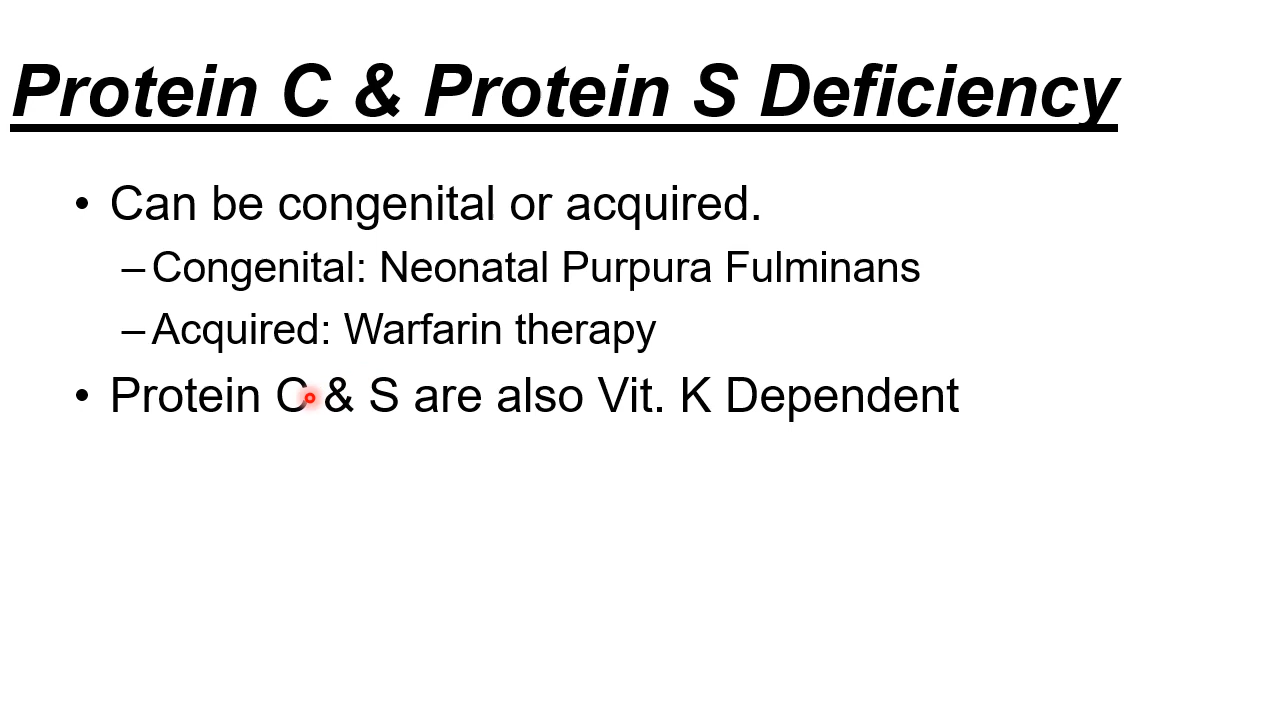 Protein C & Protein S Deficiency
• Can be congenital or acquired.
– Congenital: Neonatal Purpura Fulminans
– Acquired: Warfarin therapy
• Protein C & S are also Vit. K Dependent